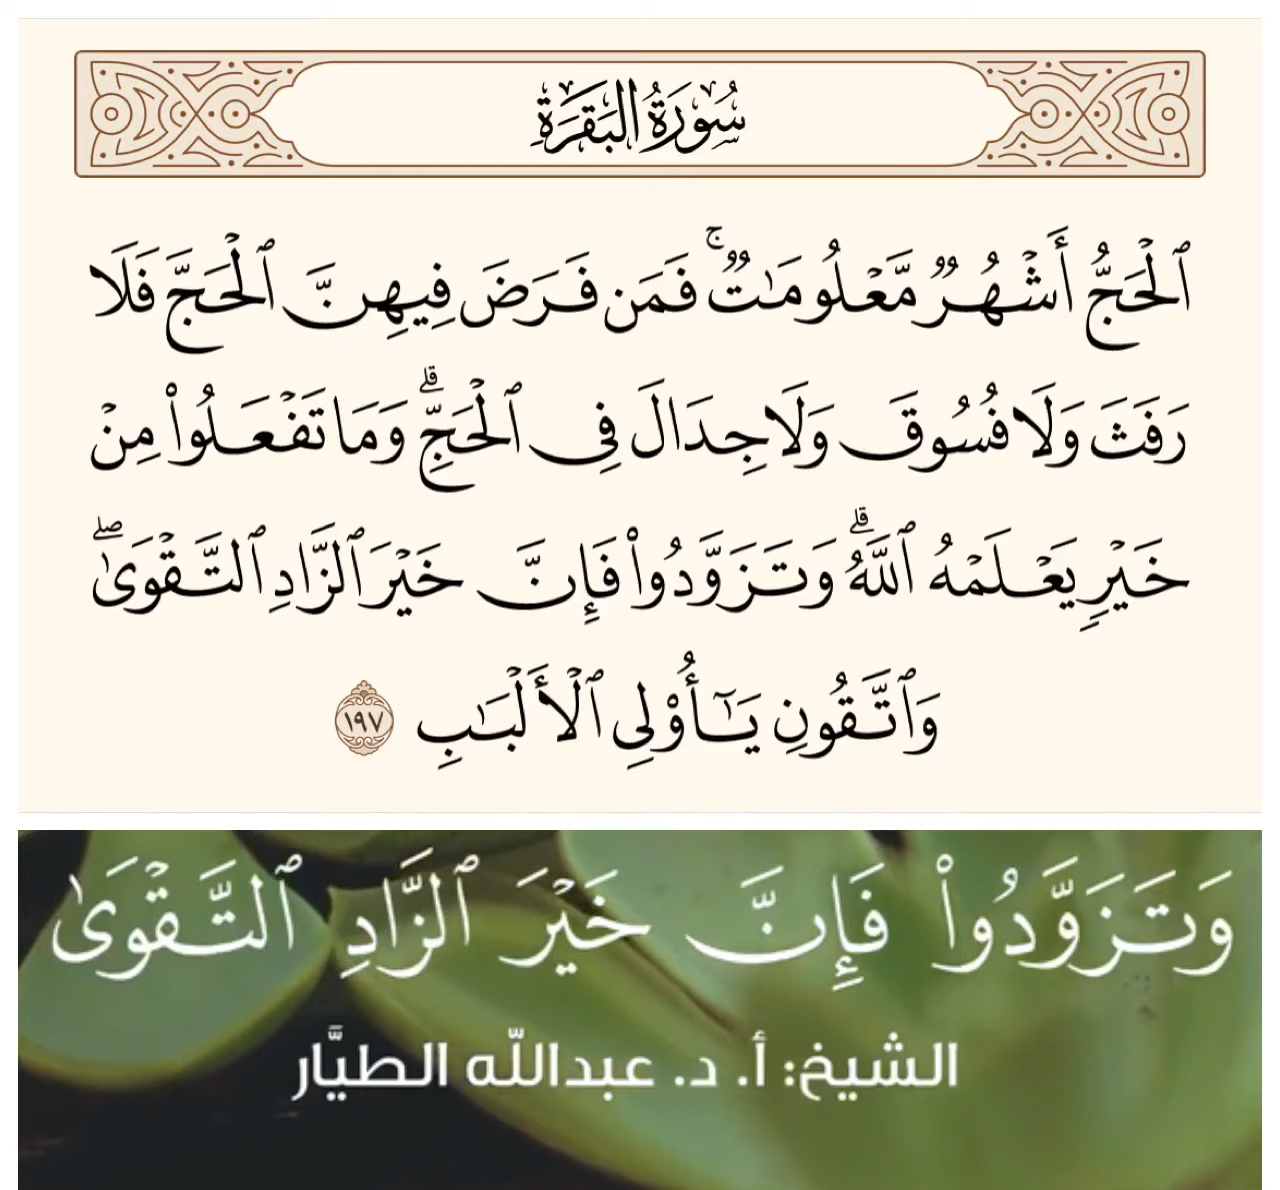 سُورَةُ البَقَرَةِ
ٱلۡحَجُّ أَشۡهُرٞ مَّعۡلُومَٰتٞۚ فَمَن فَرَضَ فِيهِنَّ ٱلۡحَجَّ فَلَا
رَفَثَ وَلَا فُسُوقَ وَلَا جِدَالَ فِي ٱلۡحَجِّۗ وَمَا تَفۡعَلُواْ مِنۡ
خَيۡرٖ يَعۡلَمۡهُ ٱللَّهُۗ وَتَزَوَّدُواْ فَإِنَّ خَيۡرَ ٱلزَّادِ ٱلتَّقۡوَىٰۖ
وَٱتَّقُونِ يَٰٓأُوْلِي ٱلۡأَلۡبَٰبِ ١٩٧
وَتَزَوَّدُواْ فَإِنَّ خَيۡرَ ٱلزَّادِ ٱلتَّقۡوَىٰ
الشيخ: أ. د. عبدالله الطيَّار